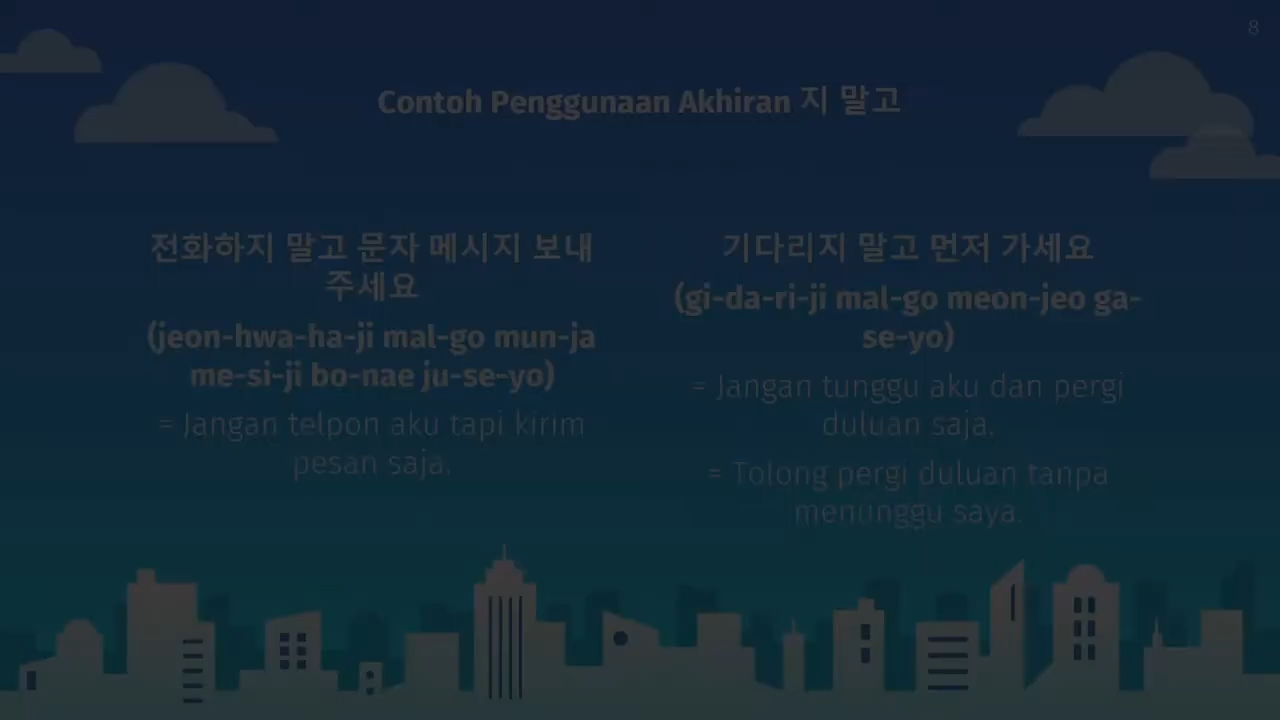 8
Contoh Penggunaan Akhiran 지 말고
전화하지 말고 문자 메시지 보내
주세요
(jeon-hwa-ha-ji mal-go mun-ja
me-si-ji bo-nae ju-se-yo)
= Jangan telpon aku tapi kirim
pesan saja.
기다리지 말고 먼저 가세요
(gi-da-ri-ji mal-go meon-jeo ga-
se-yo)
= Jangan tunggu aku dan pergi
duluan saja.
= Tolong pergi duluan tanpa
menunggu saya.